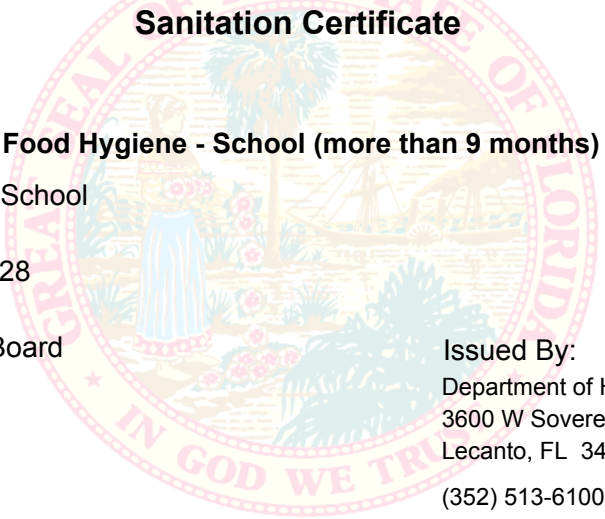 Sanitation Certificate
Food Hygiene - School (more than 9 months)
School
28
Board
Issued By:
Department of H
3600 W Sovere
Lecanto, FL 34
(352) 513-6100
GREAT SEAL OF STATE OF FLORIDA
IN GOD WE TRUST